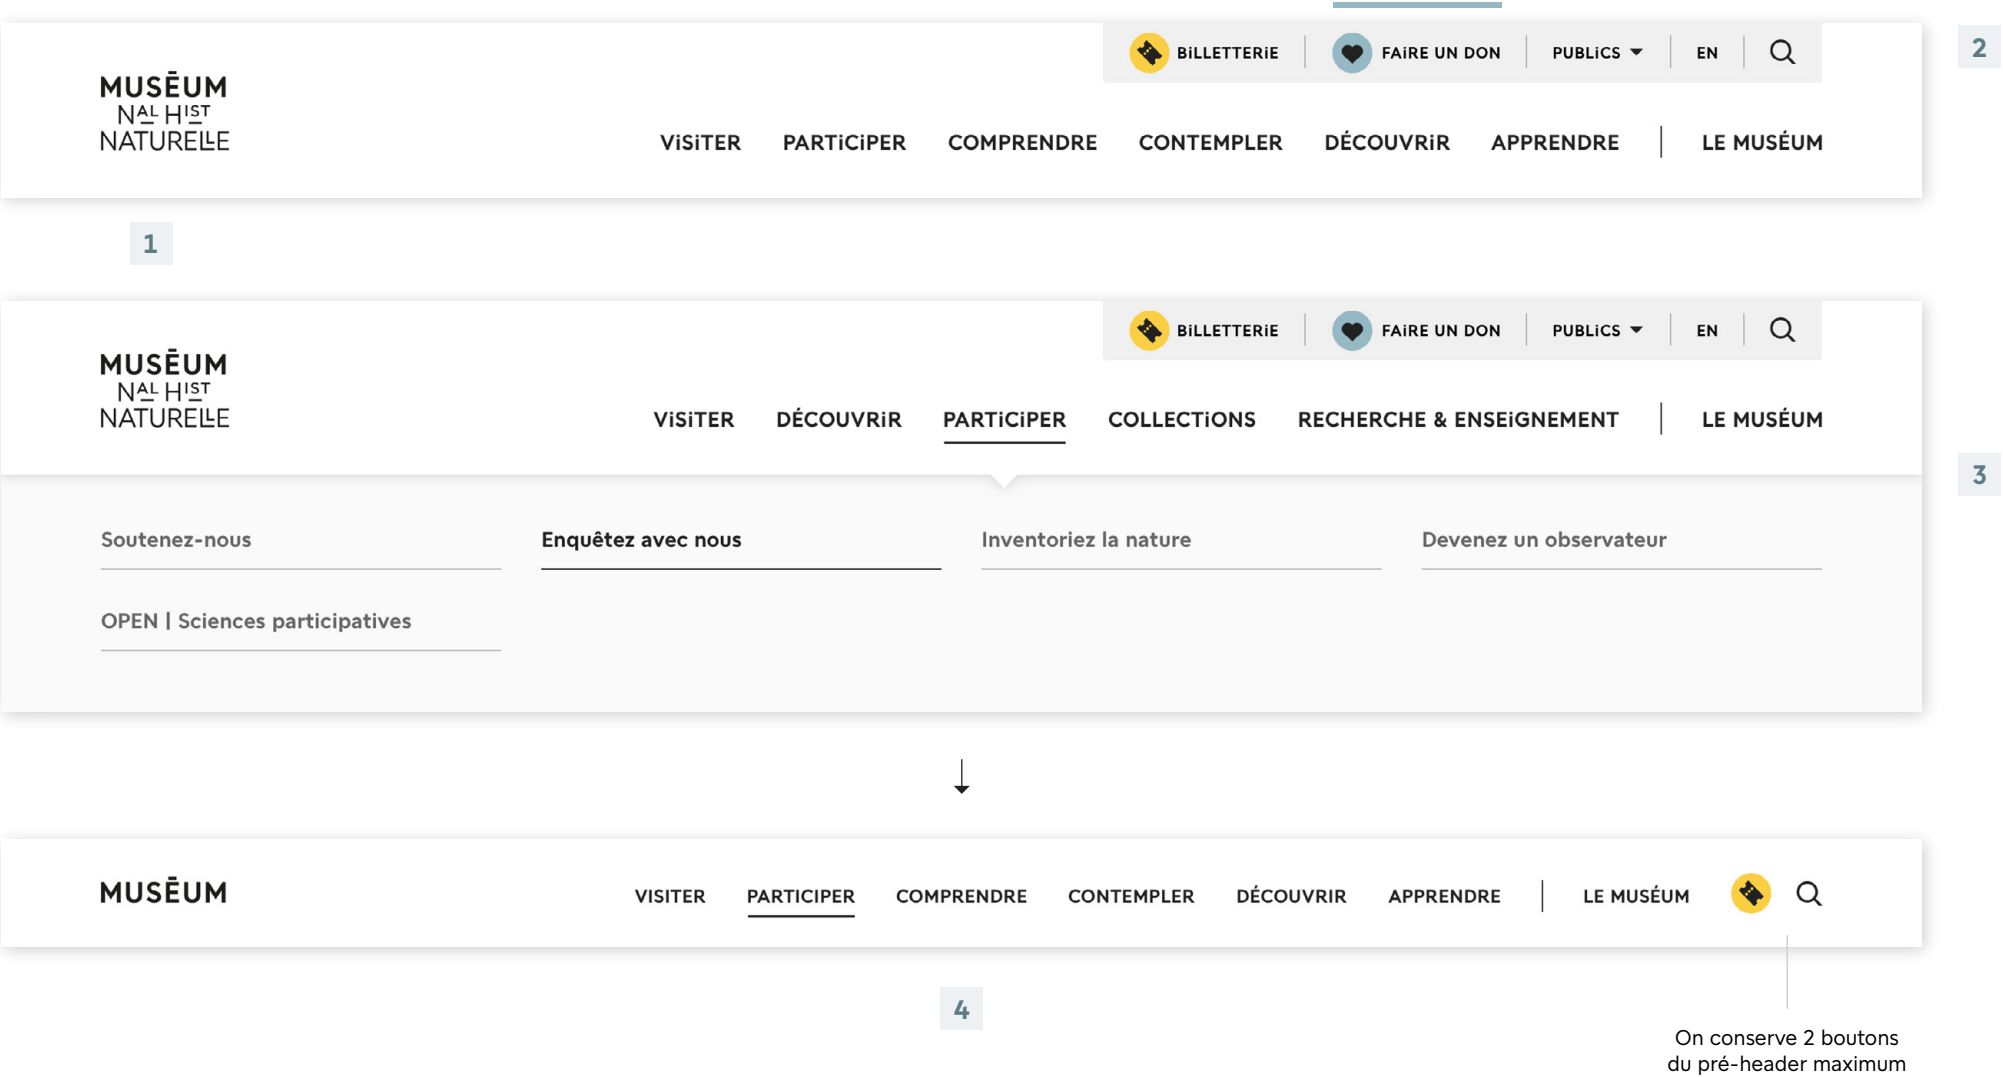 BiLLETTERiE FAiRE UN DON PUBLiCS EN
2
MUSĒUM
NAL HIST
NATURELLE
ViSiTER PARTiCiPER COMPRENDRE CONTEMPLER DÉCOUVRiR APPRENDRE LE MUSÉUM
1
BiLLETTERiE FAiRE UN DON PUBLiCS EN
MUSĒUM
NAL HIST
NATURELLE
ViSiTER DÉCOUVRiR PARTiCiPER COLLECTiONS RECHERCHE & ENSEiGNEMENT LE MUSÉUM
3
Soutenez-nous Enquêtez avec nous Inventoriez la nature Devenez un observateur
OPEN | Sciences participatives
MUSĒUM VISITER PARTICIPER COMPRENDRE CONTEMPLER DÉCOUVRIR APPRENDRE LE MUSÉUM
4
On conserve 2 boutons
du pré-header maximum